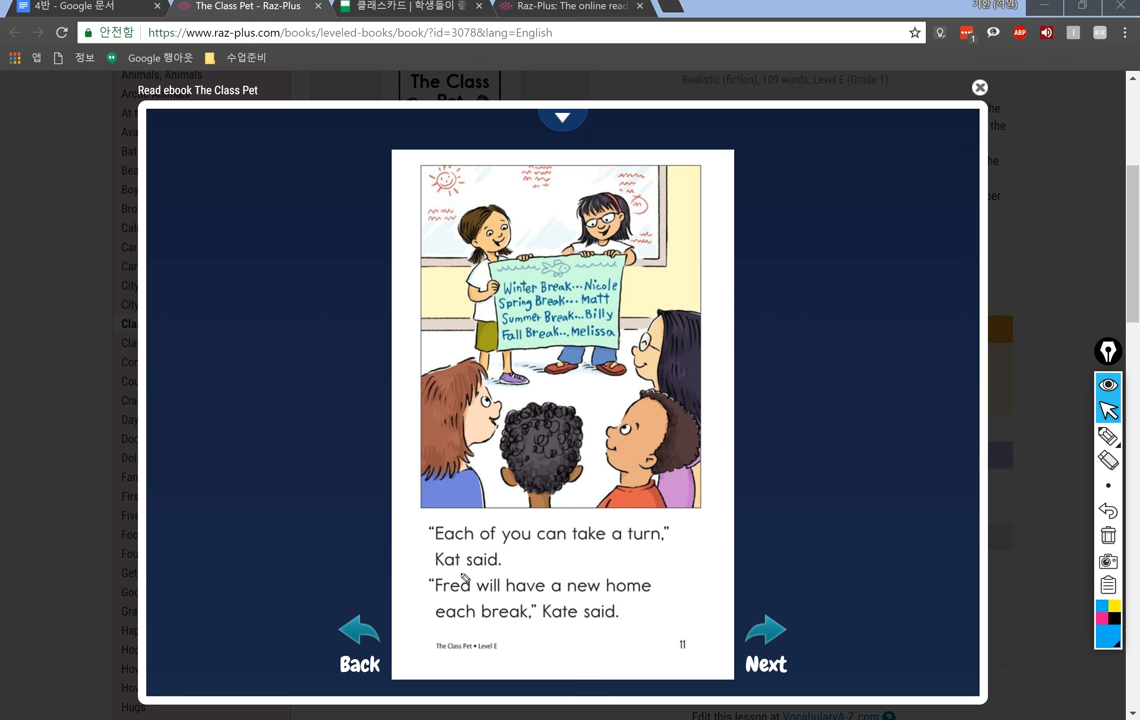 4반 - Google 문서
The Class Pet - Raz-Plus
클래스카드 | 학생들이 좋
Raz-Plus: The online read
안전함 https://www.raz-plus.com/books/leveled-books/book/?id=3078&lang=English
앱 정보 Google 행아웃 수업준비
Animals, Animals
The Class
Realistic (fiction), 109 words, Level E (Grade 1)
Read ebook The Class Pet
Winter Break...Nicole
Spring Break... Matt
Summer Break...Billy
Fall Break...Melissa
"Each of you can take a turn,"
Kat said.
"Fred will have a new home
each break," Kate said.
The Class Pet • Level E
11
Back
Next
Hugs
Edit this lesson at VocabularyA-Z.com